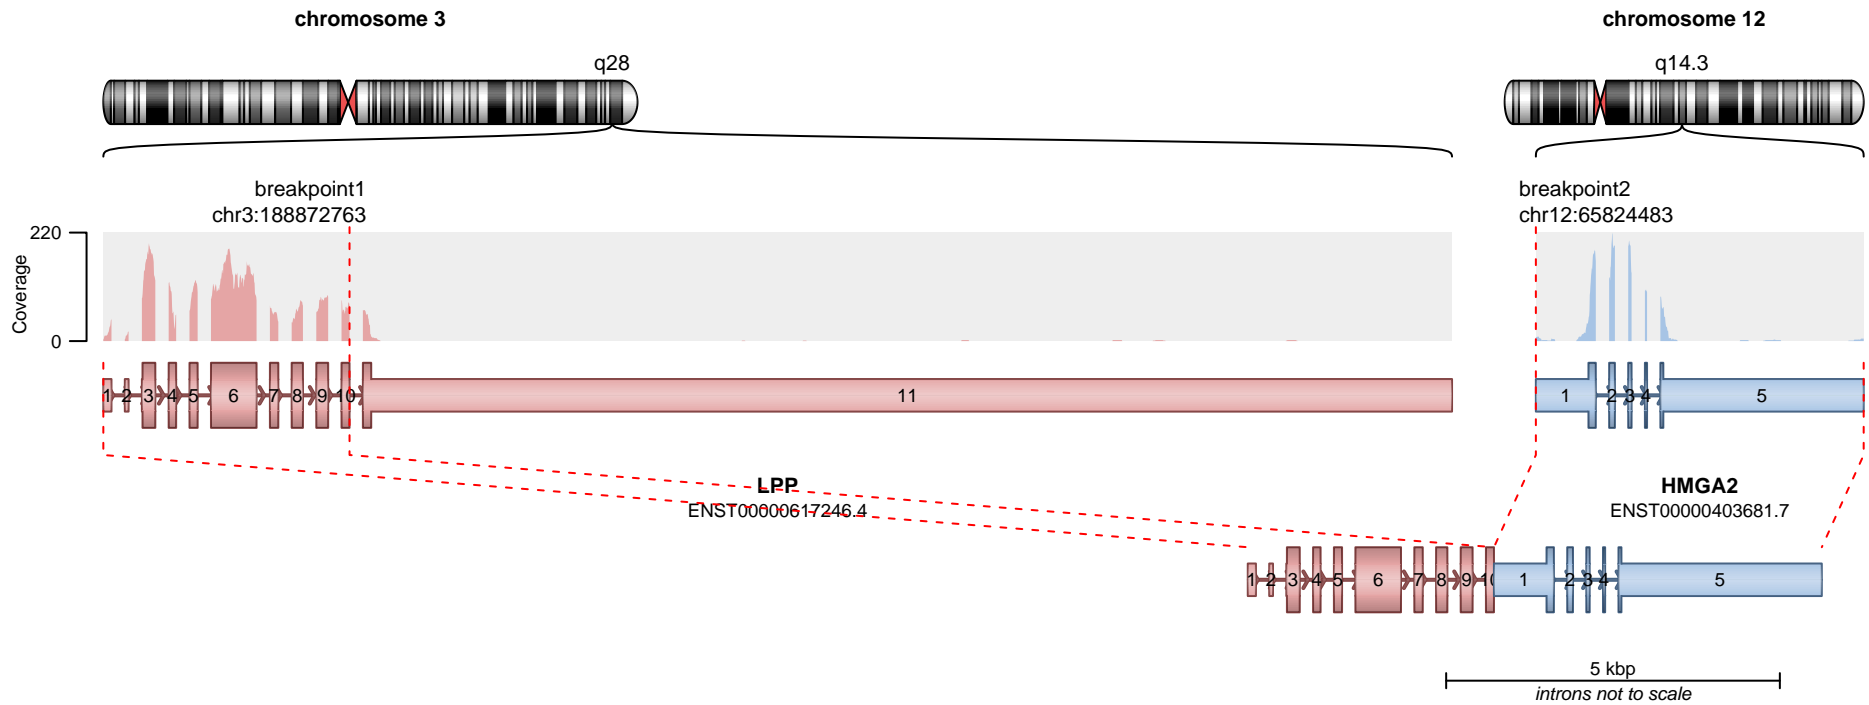 chromosome 3
chromosome 12
q28
q14.3
breakpoint1
chr3:188872763
breakpoint2
chr12:65824483
220
0
Coverage
1 2 3 4 5 6 7 8 9 10 11
1 2 3 4 5
LPP
ENST00000617246.4
HMGA2
ENST00000403681.7
1 2 3 4 5 6 7 8 9 10 1 2 3 4 5
5 kbp
introns not to scale